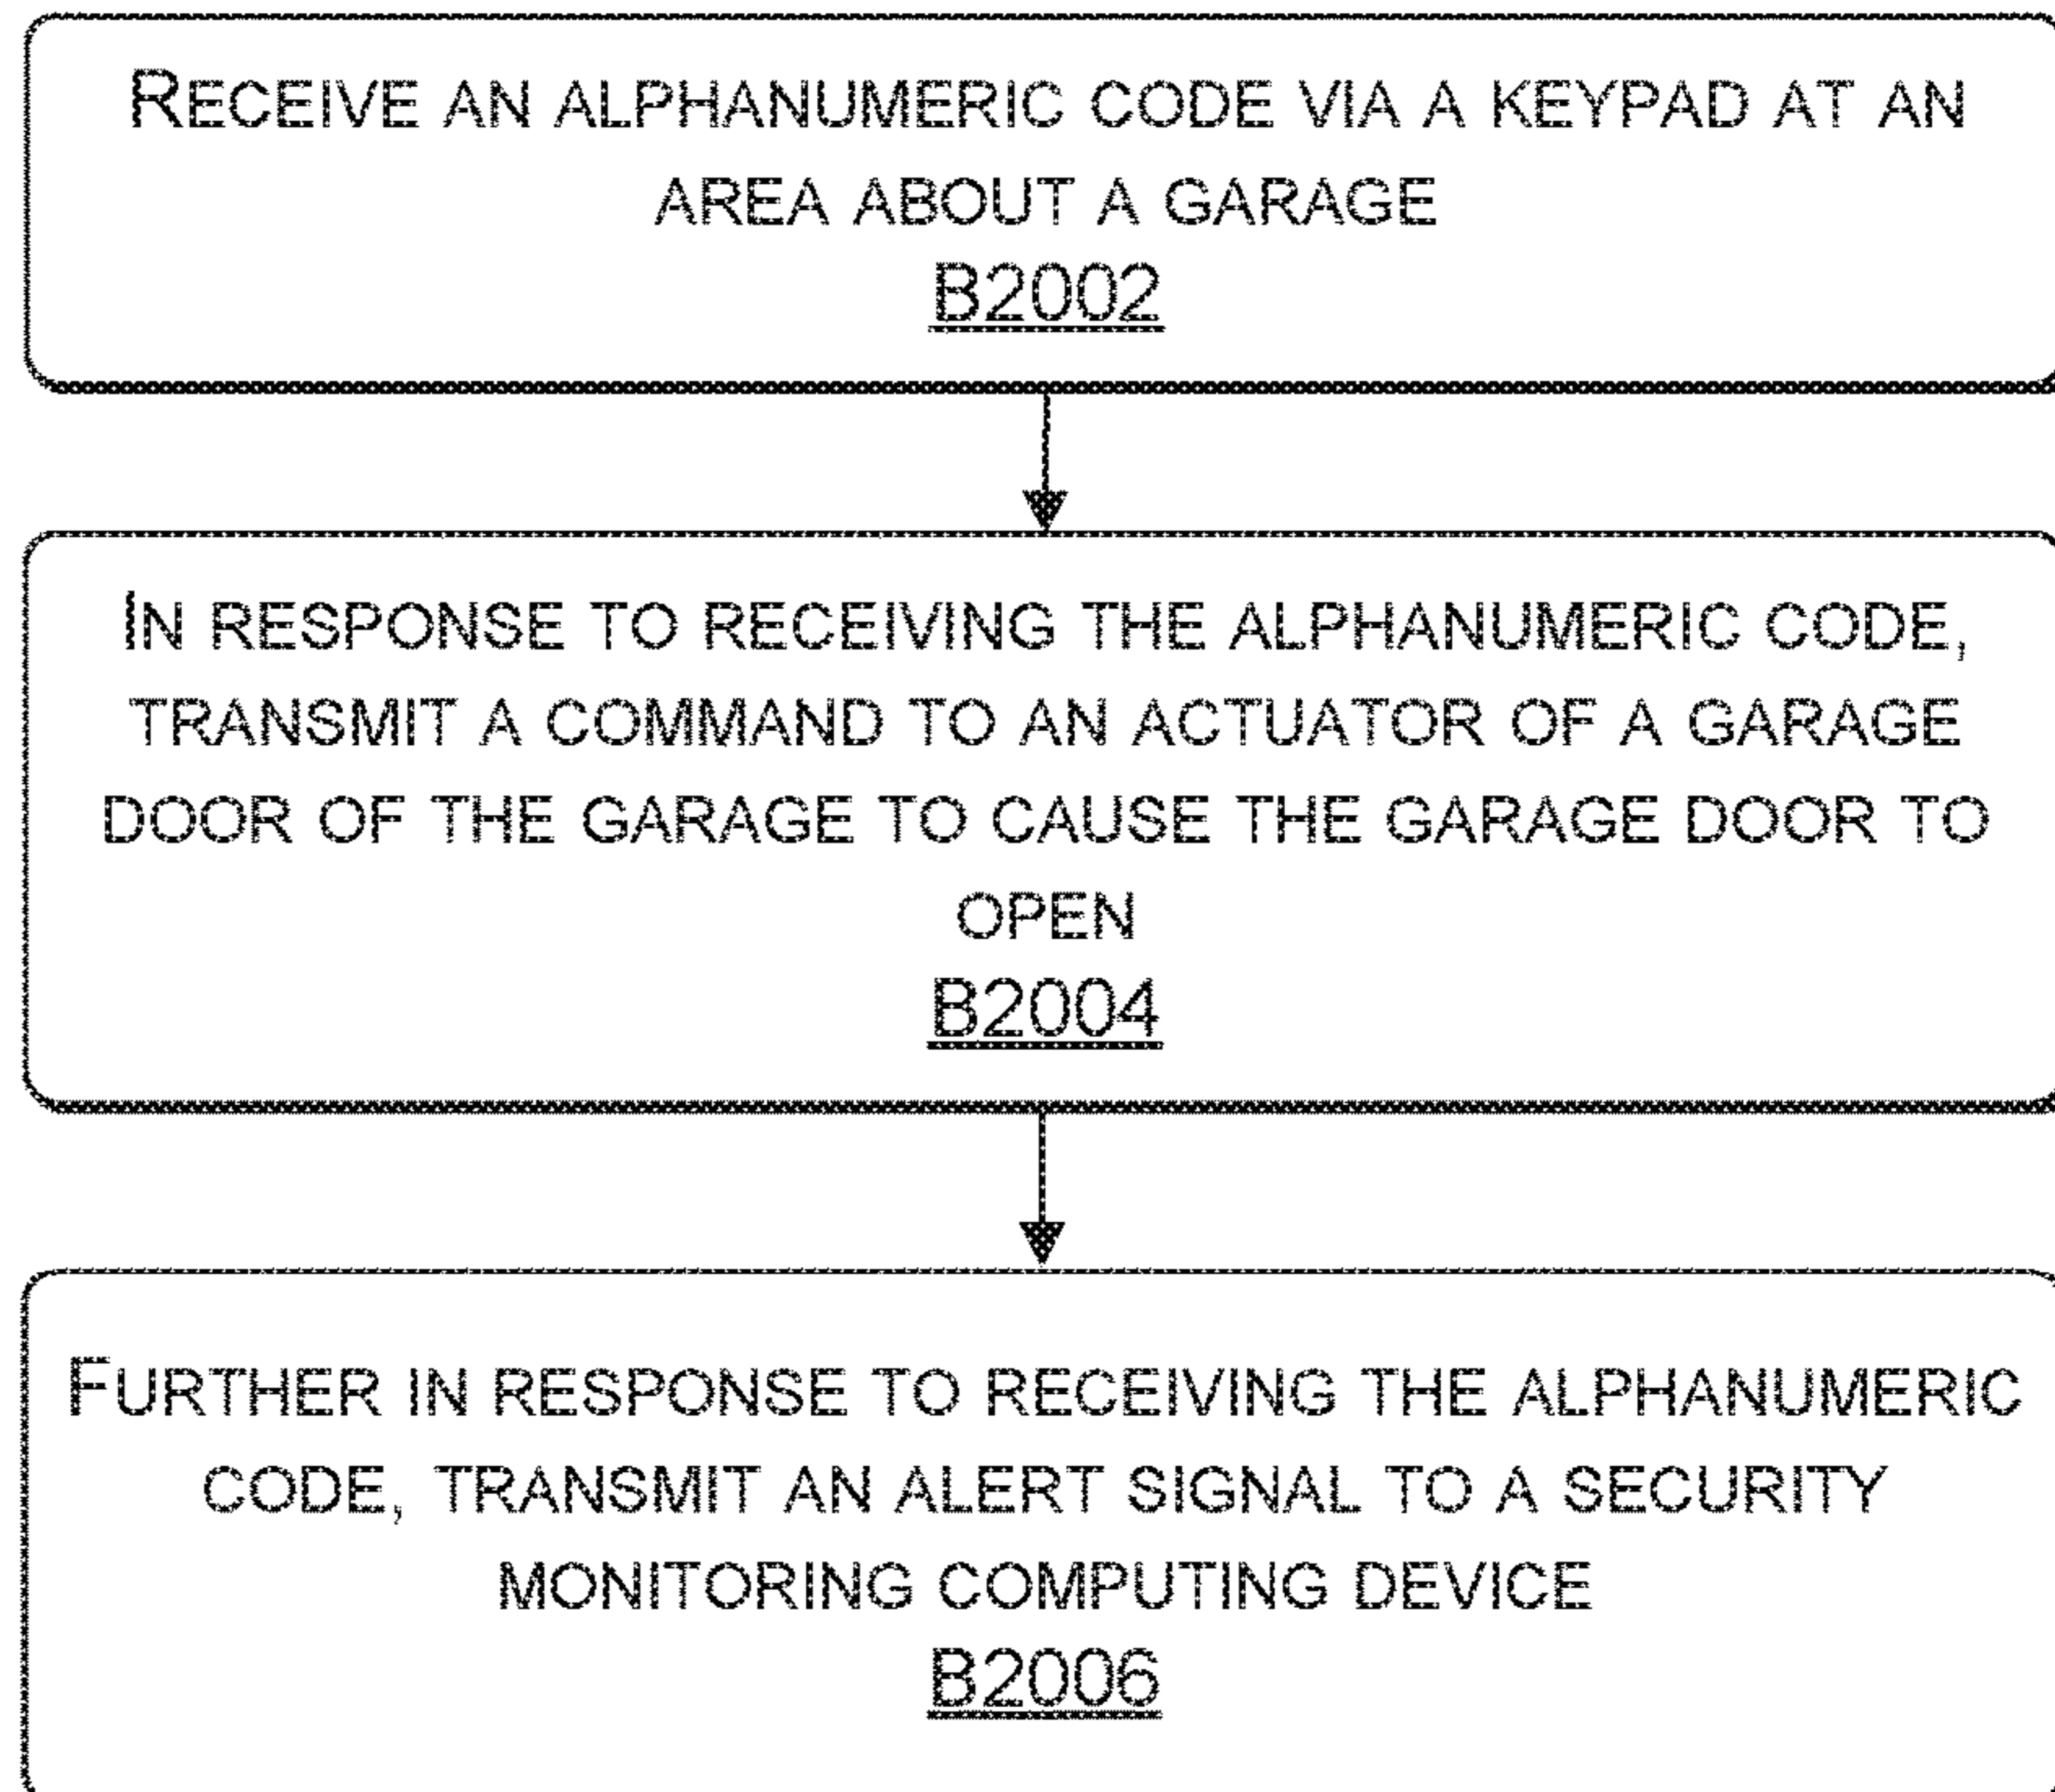 RECEIVE AN ALPHANUMERIC CODE VIA A KEYPAD AT AN
AREA ABOUT A GARAGE
B2002
IN RESPONSE TO RECEIVING THE ALPHANUMERIC CODE,
TRANSMIT A COMMAND TO AN ACTUATOR OF A GARAGE
DOOR OF THE GARAGE TO CAUSE THE GARAGE DOOR TO
OPEN
B2004
FURTHER IN RESPONSE TO RECEIVING THE ALPHANUMERIC
CODE, TRANSMIT AN ALERT SIGNAL TO A SECURITY
MONITORING COMPUTING DEVICE
B2006